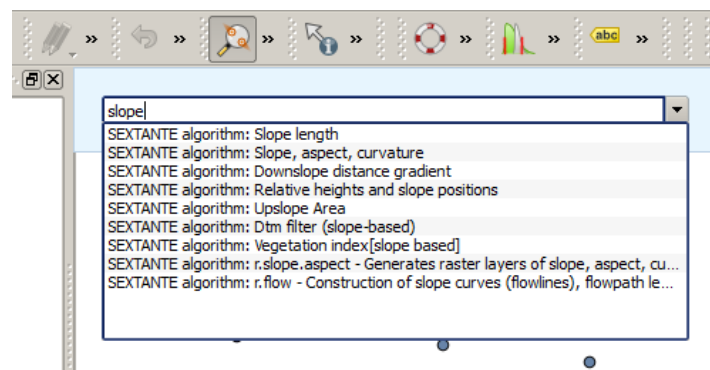 » » » » » » abc »
slope
SEXTANTE algorithm: Slope length
SEXTANTE algorithm: Slope, aspect, curvature
SEXTANTE algorithm: Downslope distance gradient
SEXTANTE algorithm: Relative heights and slope positions
SEXTANTE algorithm: Upslope Area
SEXTANTE algorithm: Dtm filter (slope-based)
SEXTANTE algorithm: Vegetation index[slope based]
SEXTANTE algorithm: r.slope.aspect - Generates raster layers of slope, aspect, cu...
SEXTANTE algorithm: r.flow - Construction of slope curves (flowlines), flowpath le...